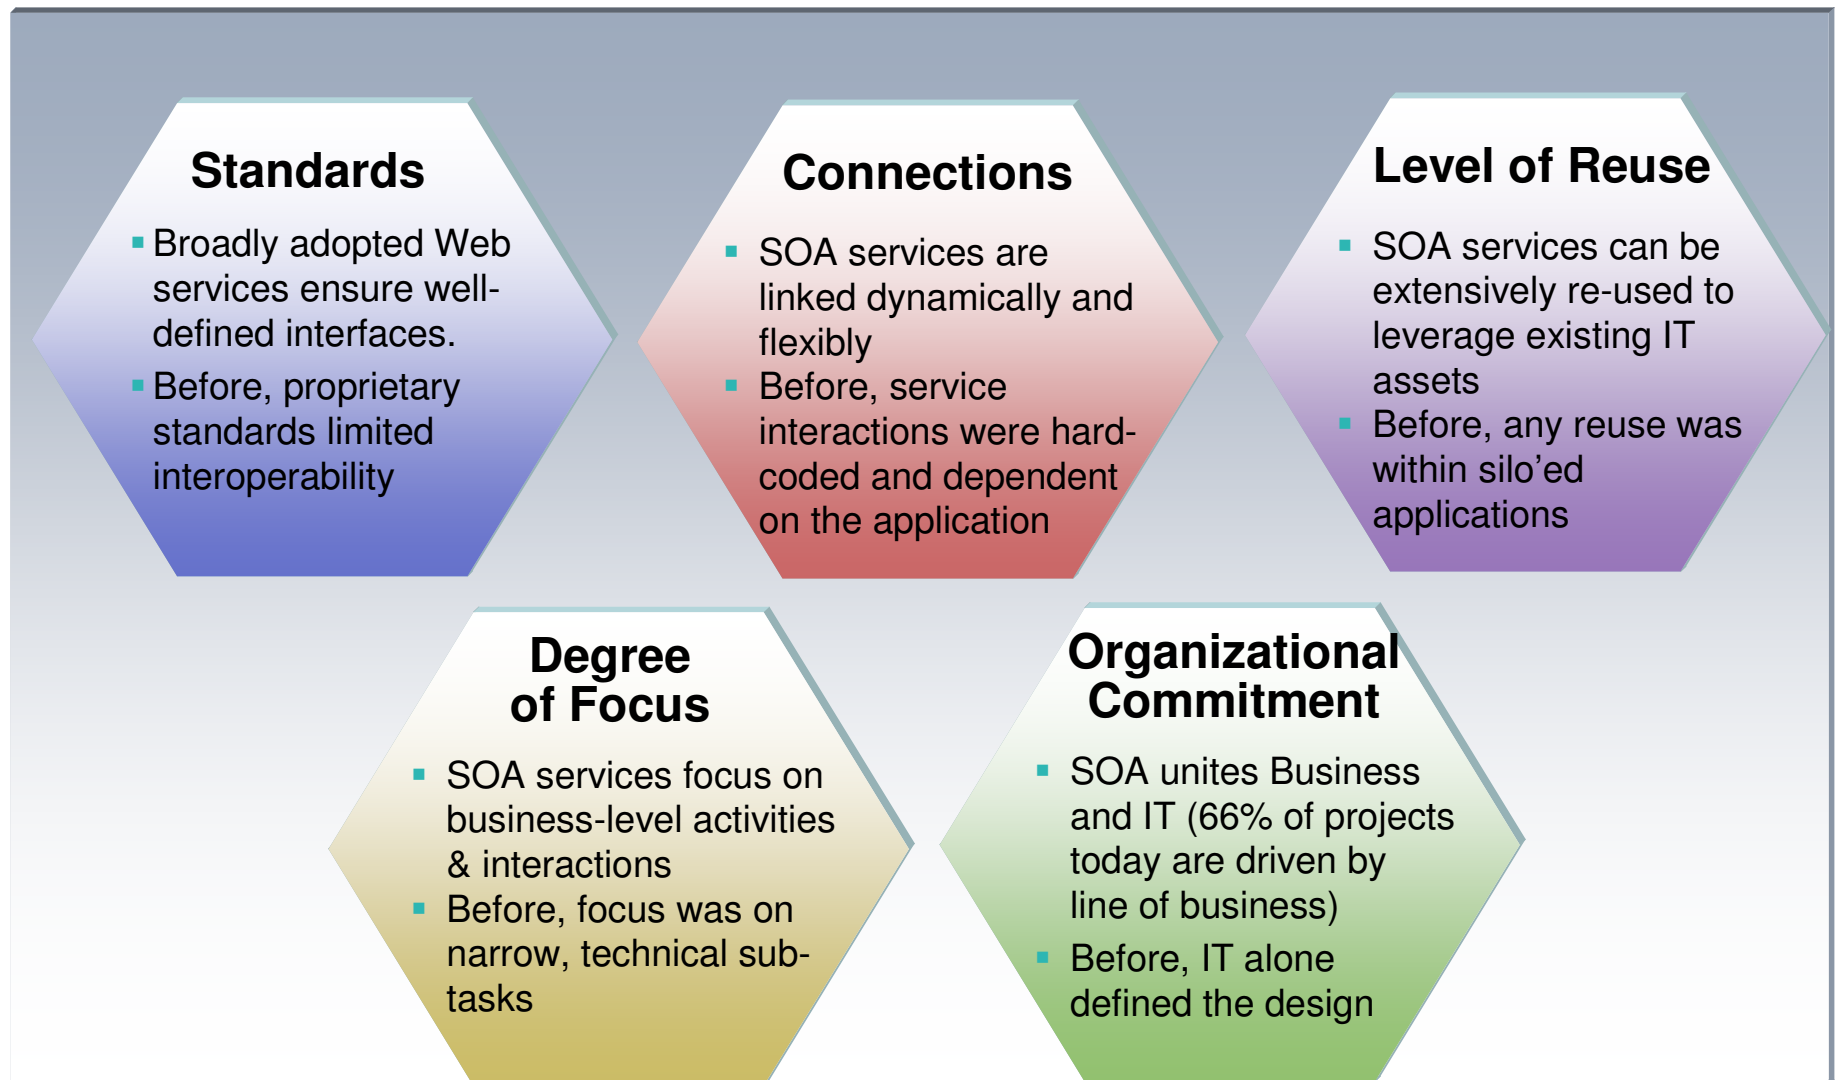 Standards
▪ Broadly adopted Web
services ensure well-
defined interfaces.
▪ Before, proprietary
standards limited
interoperability
Connections
▪ SOA services are
linked dynamically and
flexibly
▪ Before, service
interactions were hard-
coded and dependent
on the application
Level of Reuse
▪ SOA services can be
extensively re-used to
leverage existing IT
assets
▪ Before, any reuse was
within silo’ed
applications
Degree
of Focus
▪ SOA services focus on
business-level activities
& interactions
▪ Before, focus was on
narrow, technical sub-
tasks
Organizational
Commitment
▪ SOA unites Business
and IT (66% of projects
today are driven by
line of business)
▪ Before, IT alone
defined the design